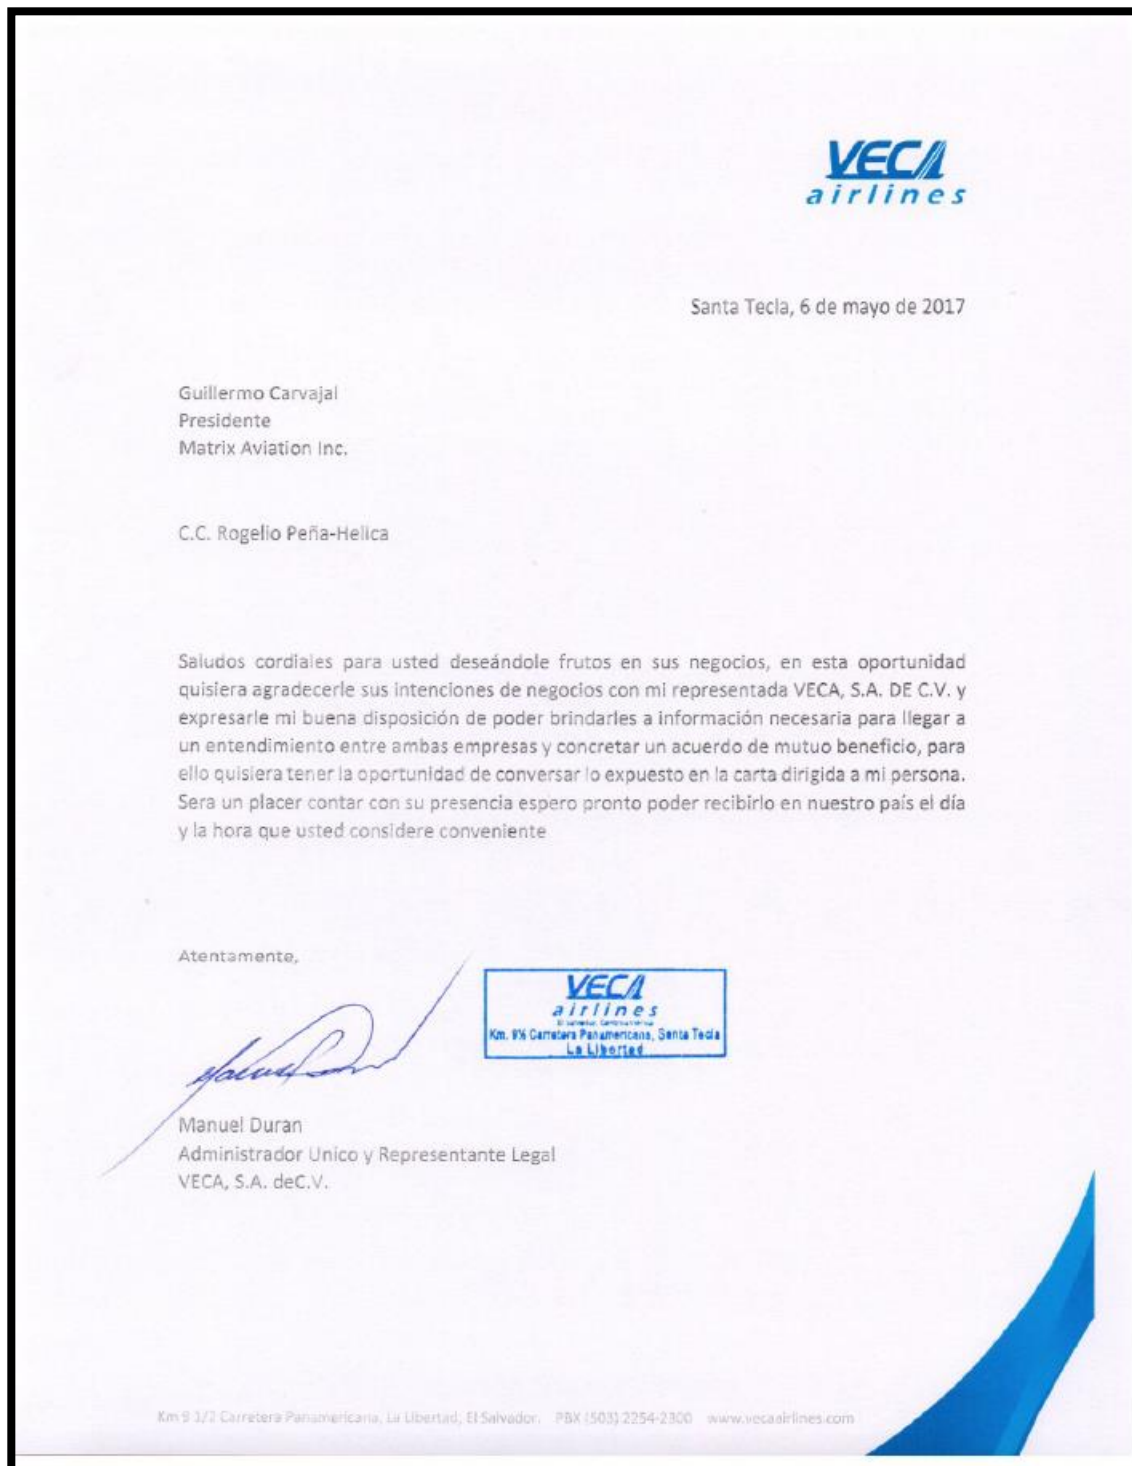 VECA
airlines
Santa Tecla, 6 de mayo de 2017
Guillermo Carvajal
Presidente
Matrix Aviation Inc.
C.C. Rogelio Peña-Helica
Saludos cordiales para usted deseándole frutos en sus negocios, en esta oportunidad
quisiera agradecerle sus intenciones de negocios con mi representada VECA, S.A. DE C.V. y
expresarle mi buena disposición de poder brindarles a información necesaria para llegar a
un entendimiento entre ambas empresas y concretar un acuerdo de mutuo beneficio, para
ello quisiera tener la oportunidad de conversar lo expuesto en la carta dirigida a mi persona.
Sera un placer contar con su presencia espero pronto poder recibirlo en nuestro país el día
y la hora que usted considere conveniente
Atentamente,
VECA
airlines
El Salvador, Centroamérica
Km. 9½ Carretera Panamericana, Santa Tecla
La Libertad
Manuel Duran
Administrador Unico y Representante Legal
VECA, S.A. deC.V.
Km 9 1/2 Carretera Panamericana, La Libertad, El Salvador. PBX (503) 2254-2300 www.vecaairlines.com